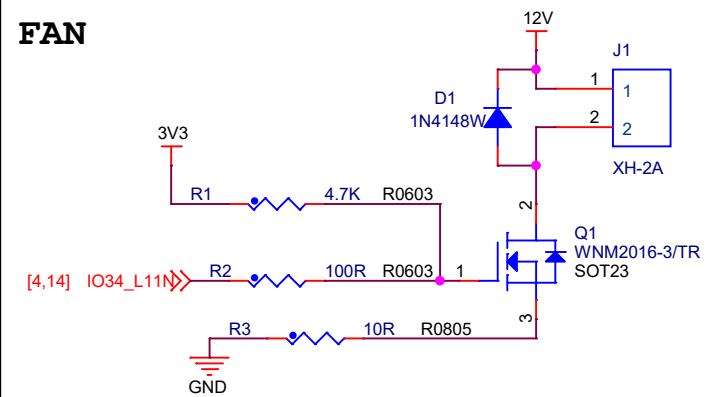 FAN
12V
J1
1 1
D1
1N4148W
2 2
XH-2A
3V3
R1 4.7K R0603
2
Q1
WNM2016-3/TR
SOT23
[4,14] IO34_L11N R2 100R R0603 1
3
R3 10R R0805
GND